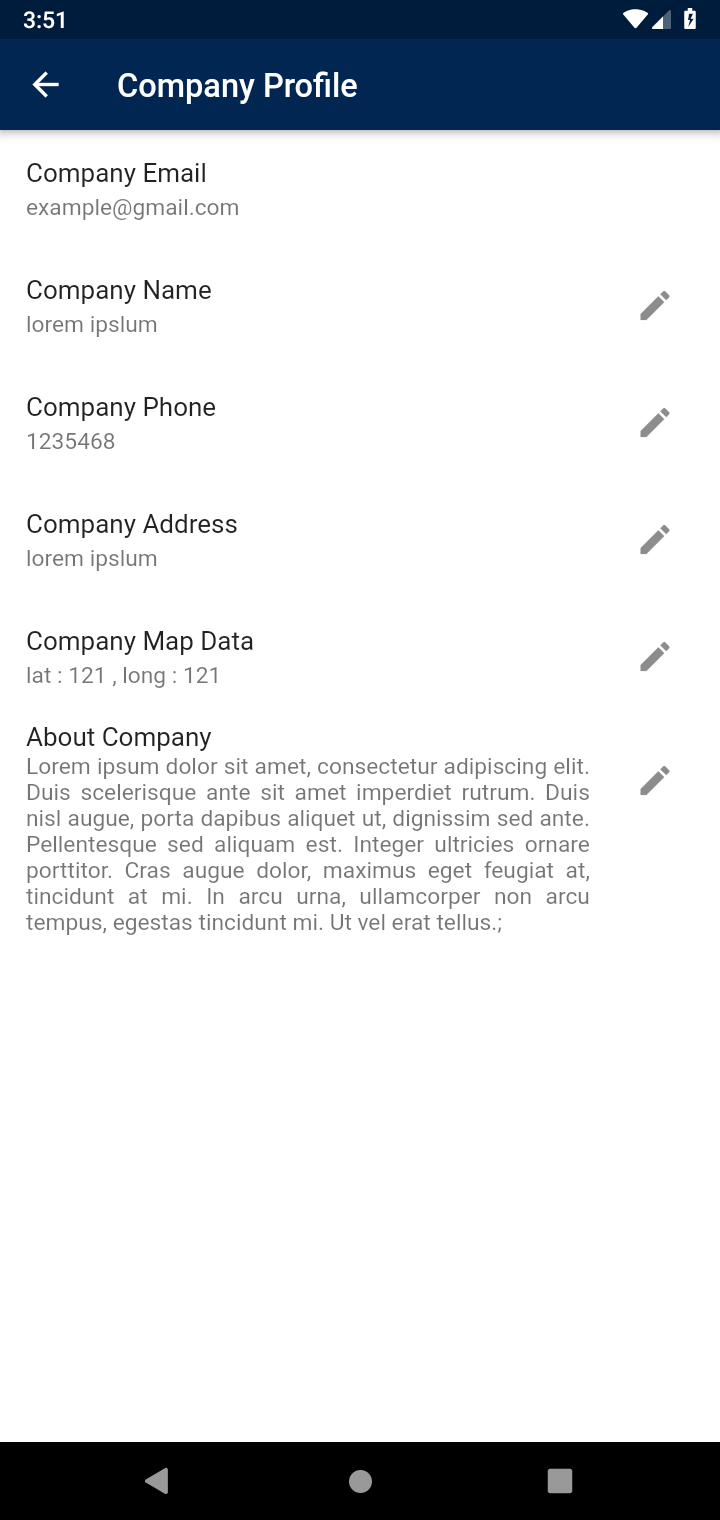 3:51
Company Profile
Company Email
example@gmail.com
Company Name
lorem ipslum
Company Phone
1235468
Company Address
lorem ipslum
Company Map Data
lat : 121 , long : 121
About Company
Lorem ipsum dolor sit amet, consectetur adipiscing elit.
Duis scelerisque ante sit amet imperdiet rutrum. Duis
nisl augue, porta dapibus aliquet ut, dignissim sed ante.
Pellentesque sed aliquam est. Integer ultricies ornare
porttitor. Cras augue dolor, maximus eget feugiat at,
tincidunt at mi. In arcu urna, ullamcorper non arcu
tempus, egestas tincidunt mi. Ut vel erat tellus.;